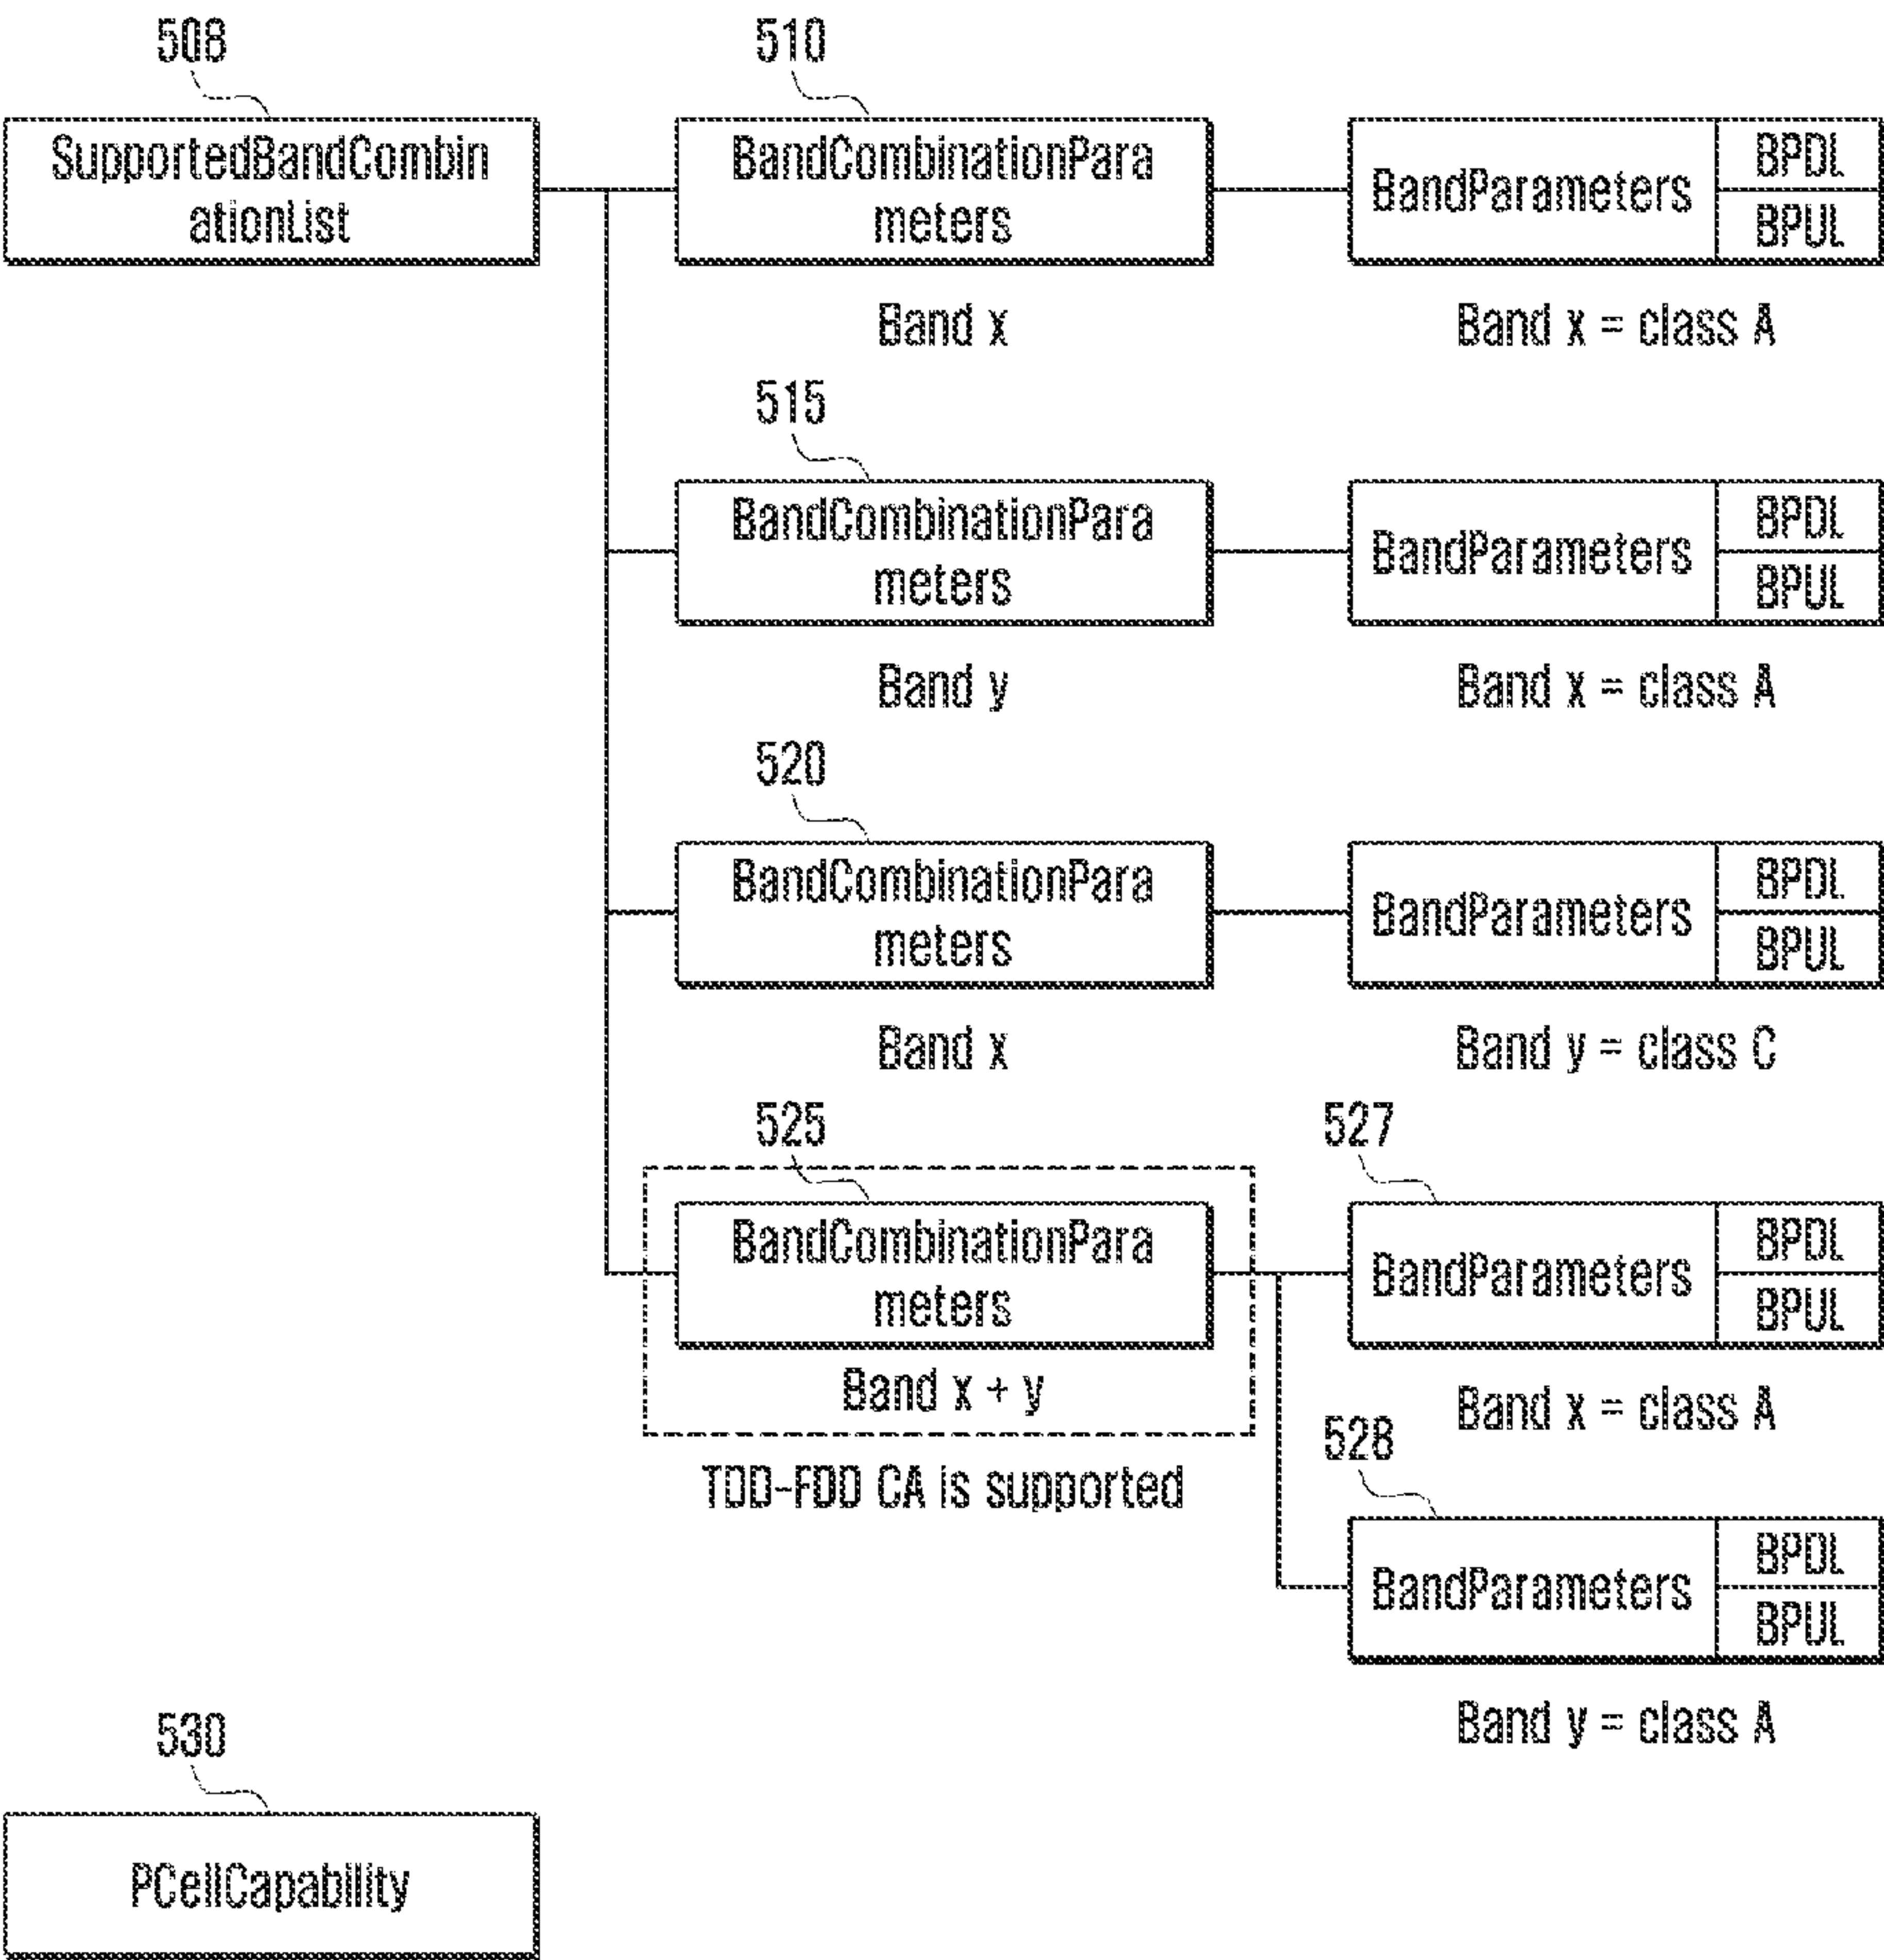 508
510
SupportedBandCombin
ationList
BandCombinationPara
meters
BandParameters
BPDL
BPUL
Band x
Band x = class A
515
BandCombinationPara
meters
BandParameters
BPDL
BPUL
Band y
Band x = class A
520
BandCombinationPara
meters
BandParameters
BPDL
BPUL
Band x
Band y = class C
525
527
BandCombinationPara
meters
BandParameters
BPDL
BPUL
Band x + y
Band x = class A
TDD-FDD CA is supported
528
BandParameters
BPDL
BPUL
Band y = class A
530
PCellCapability